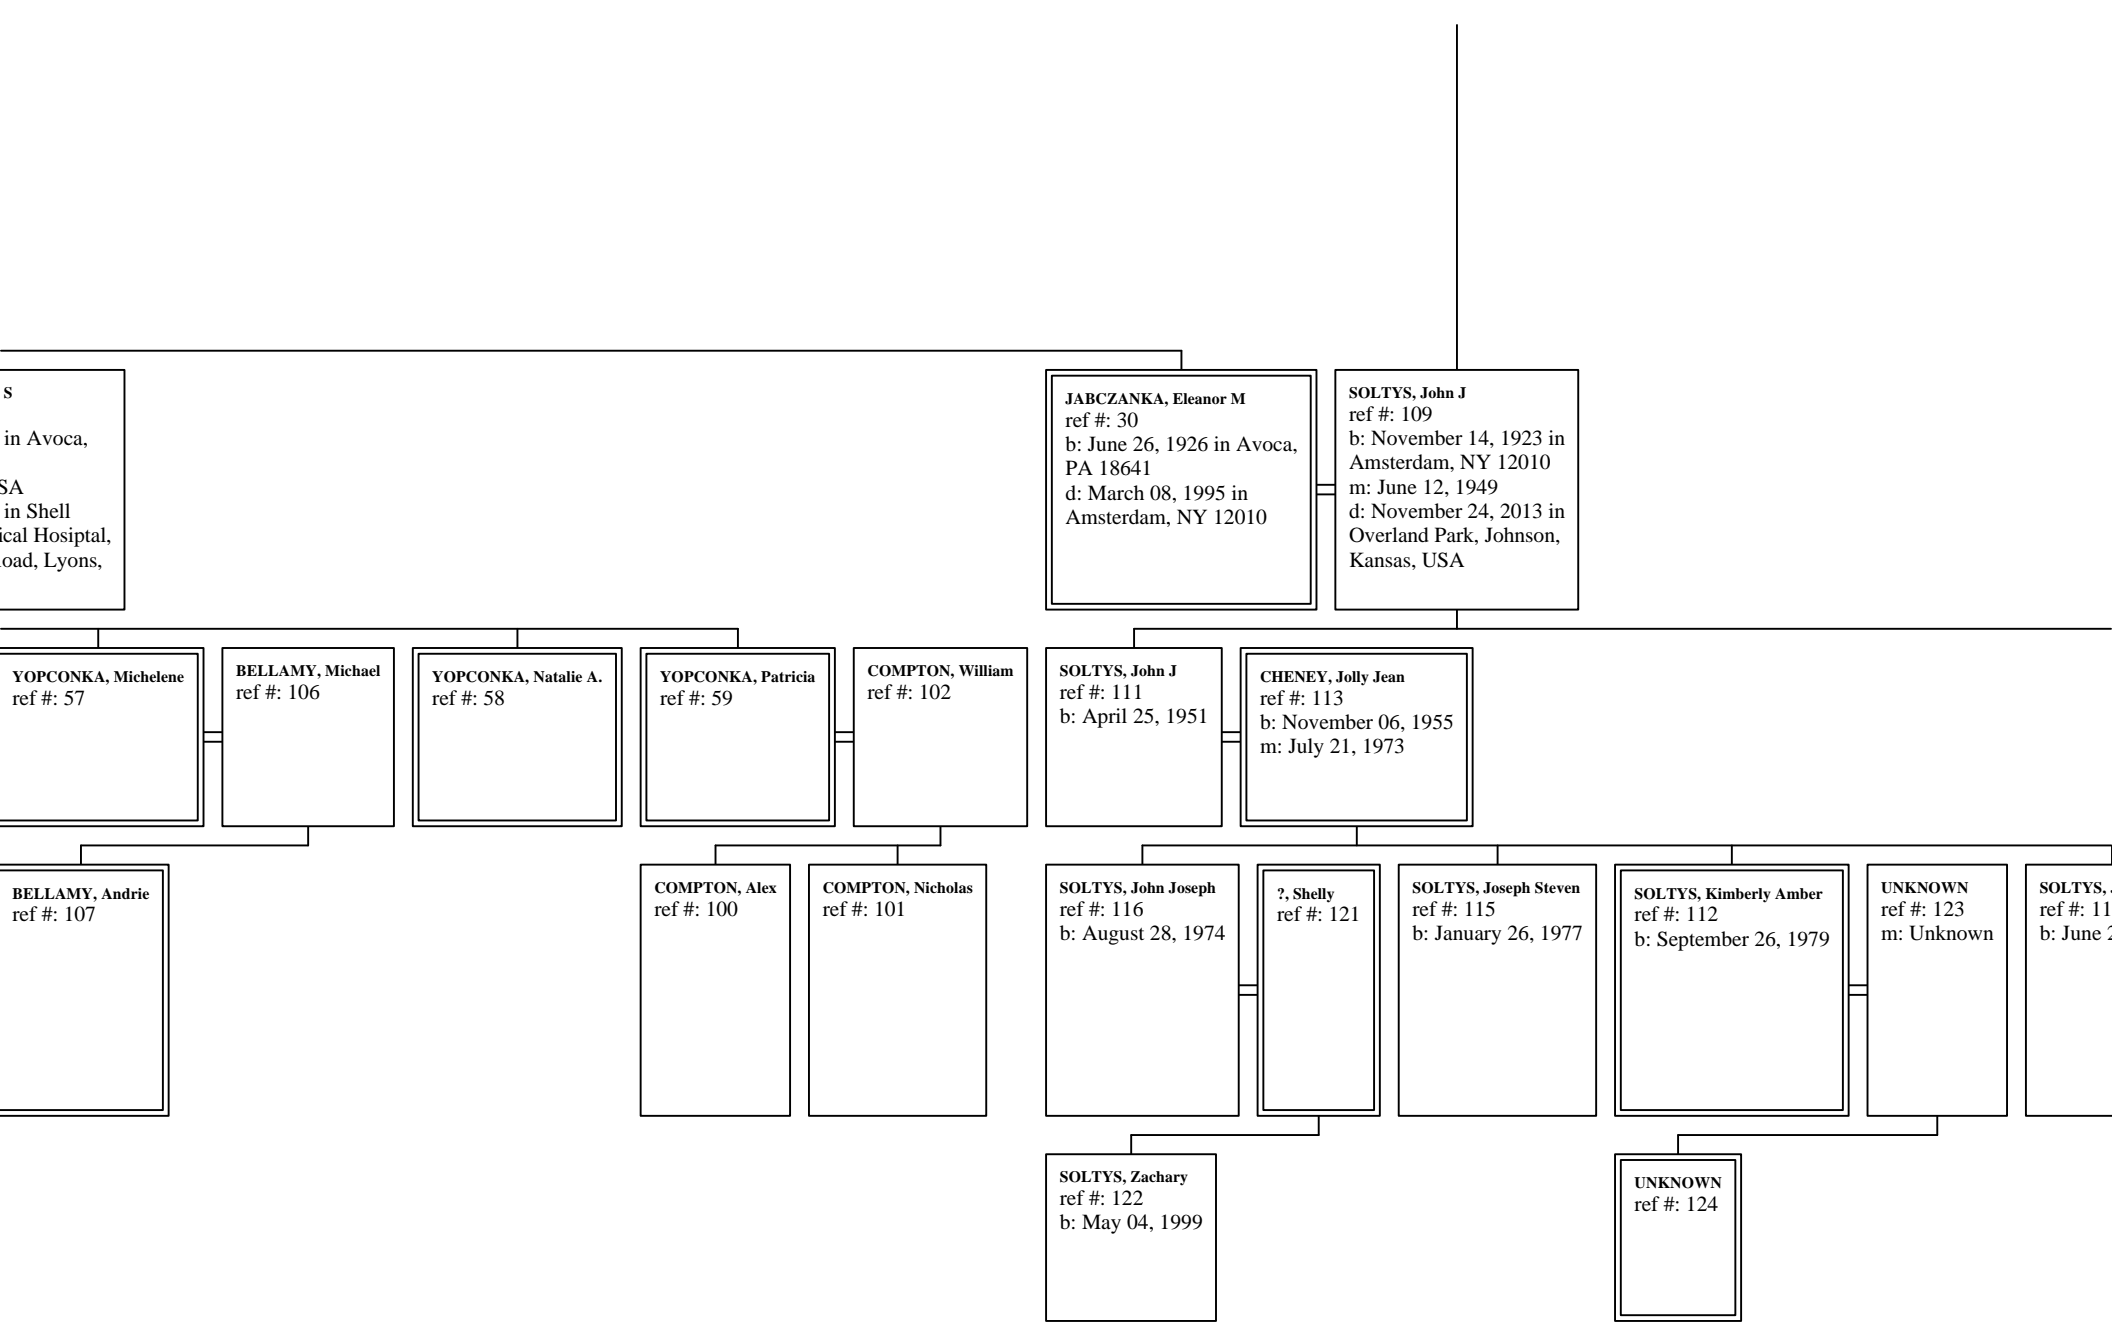 S
in Avoca,
SA
in Shell
ical Hosiptal,
oad, Lyons,
JABCZANKA, Eleanor M
ref #: 30
b: June 26, 1926 in Avoca,
PA 18641
d: March 08, 1995 in
Amsterdam, NY 12010
SOLTYS, John J
ref #: 109
b: November 14, 1923 in
Amsterdam, NY 12010
m: June 12, 1949
d: November 24, 2013 in
Overland Park, Johnson,
Kansas, USA
YOPCONKA, Michelene
ref #: 57
BELLAMY, Michael
ref #: 106
YOPCONKA, Natalie A.
ref #: 58
YOPCONKA, Patricia
ref #: 59
COMPTON, William
ref #: 102
SOLTYS, John J
ref #: 111
b: April 25, 1951
CHENEY, Jolly Jean
ref #: 113
b: November 06, 1955
m: July 21, 1973
BELLAMY, Andrie
ref #: 107
COMPTON, Alex
ref #: 100
COMPTON, Nicholas
ref #: 101
SOLTYS, John Joseph
ref #: 116
b: August 28, 1974
?, Shelly
ref #: 121
SOLTYS, Joseph Steven
ref #: 115
b: January 26, 1977
SOLTYS, Kimberly Amber
ref #: 112
b: September 26, 1979
UNKNOWN
ref #: 123
m: Unknown
SOLTYS,
ref #: 11
b: June 2
SOLTYS, Zachary
ref #: 122
b: May 04, 1999
UNKNOWN
ref #: 124